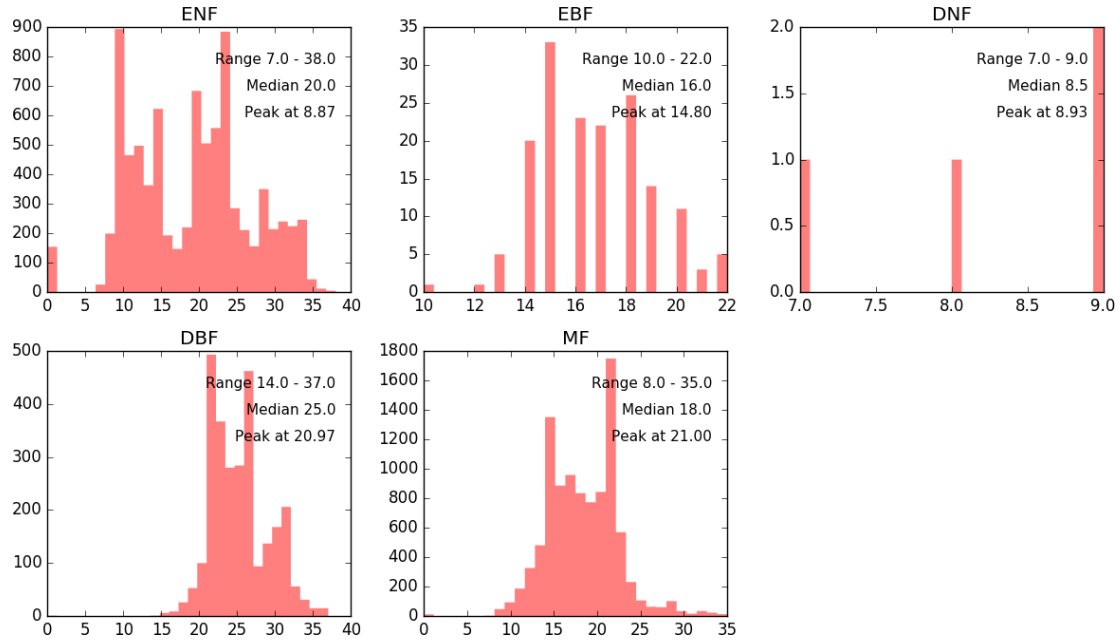 ENF
900
800
700
600
500
400
300
200
100
0
Range 7.0 - 38.0
Median 20.0
Peak at 8.87
0 5 10 15 20 25 30 35 40
EBF
35
30
25
20
15
10
5
0
Range 10.0 - 22.0
Median 16.0
Peak at 14.80
10 12 14 16 18 20 22
DNF
2.0
1.5
1.0
0.5
0.0
Range 7.0 - 9.0
Median 8.5
Peak at 8.93
7.0 7.5 8.0 8.5 9.0
DBF
500
400
300
200
100
0
Range 14.0 - 37.0
Median 25.0
Peak at 20.97
0 5 10 15 20 25 30 35 40
MF
1800
1600
1400
1200
1000
800
600
400
200
0
Range 8.0 - 35.0
Median 18.0
Peak at 21.00
0 5 10 15 20 25 30 35